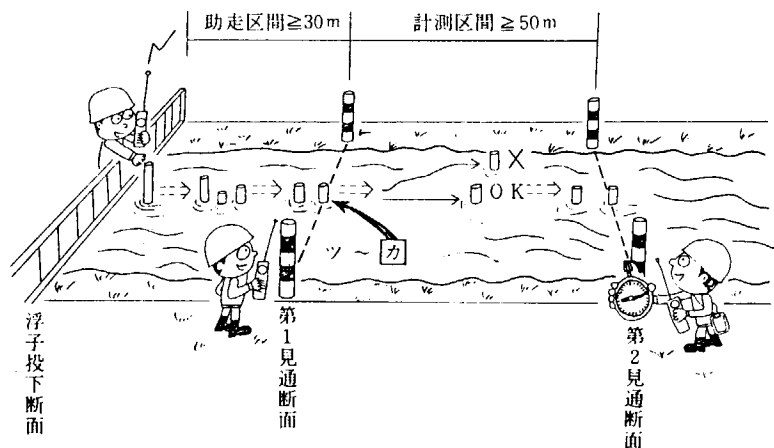 助走区間≧30m
計測区間≧50m
X
OK
ツ～カ
浮子投下断面
第1見通断面
第2見通断面